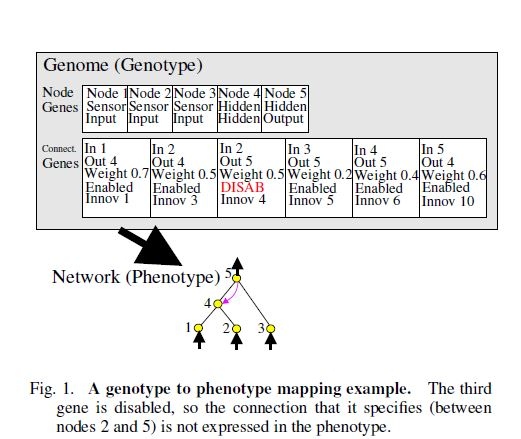 Genome (Genotype)
Node Genes
Node 1 Sensor Input
Node 2 Sensor Input
Node 3 Sensor Input
Node 4 Hidden Hidden
Node 5 Hidden Output
Connect. Genes
In 1
Out 4
Weight 0.7
Enabled
Innov 1
In 2
Out 4
Weight 0.5
Enabled
Innov 3
In 2
Out 5
Weight 0.5
DISAB
Innov 4
In 3
Out 5
Weight 0.2
Enabled
Innov 5
In 4
Out 5
Weight 0.4
Enabled
Innov 6
In 5
Out 4
Weight 0.6
Enabled
Innov 10
Network (Phenotype)
5
4
1
2
3
Fig. 1. A genotype to phenotype mapping example. The third
gene is disabled, so the connection that it specifies (between
nodes 2 and 5) is not expressed in the phenotype.